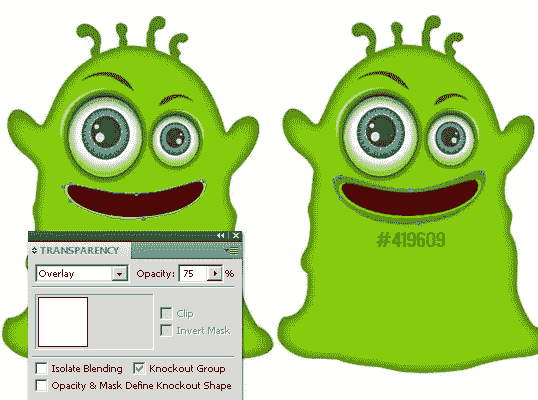 #419609
TRANSPARENCY
Overlay Opacity: 75 %
Clip
Invert Mask
Isolate Blending Knockout Group
Opacity & Mask Define Knockout Shape